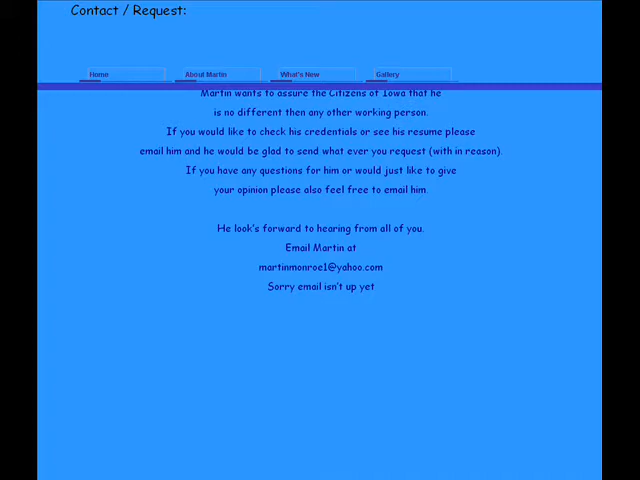 Contact / Request:
Home About Martin What's New Gallery
Martin wants to assure the Citizens of Iowa that he
is no different then any other working person.
If you would like to check his credentials or see his resume please
email him and he would be glad to send what ever you request (with in reason).
If you have any questions for him or would just like to give
your opinion please also feel free to email him.
He look's forward to hearing from all of you.
Email Martin at
martinmonroe1@yahoo.com
Sorry email isn't up yet